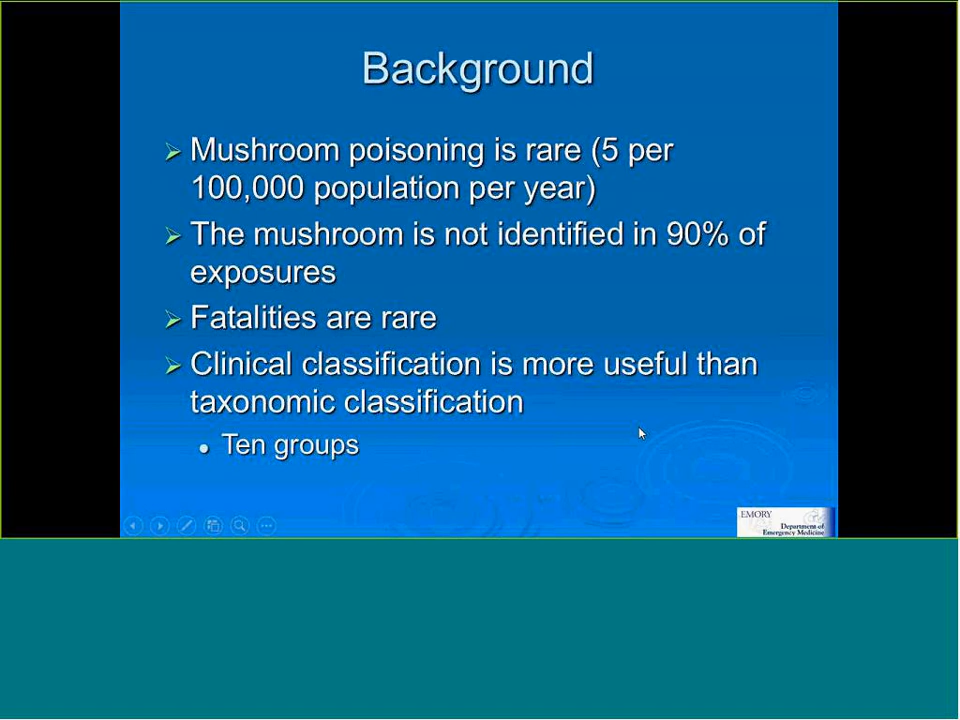 Background
Mushroom poisoning is rare (5 per
100,000 population per year)
The mushroom is not identified in 90% of
exposures
Fatalities are rare
Clinical classification is more useful than
taxonomic classification
Ten groups
EMORY
Department of
Emergency Medicine